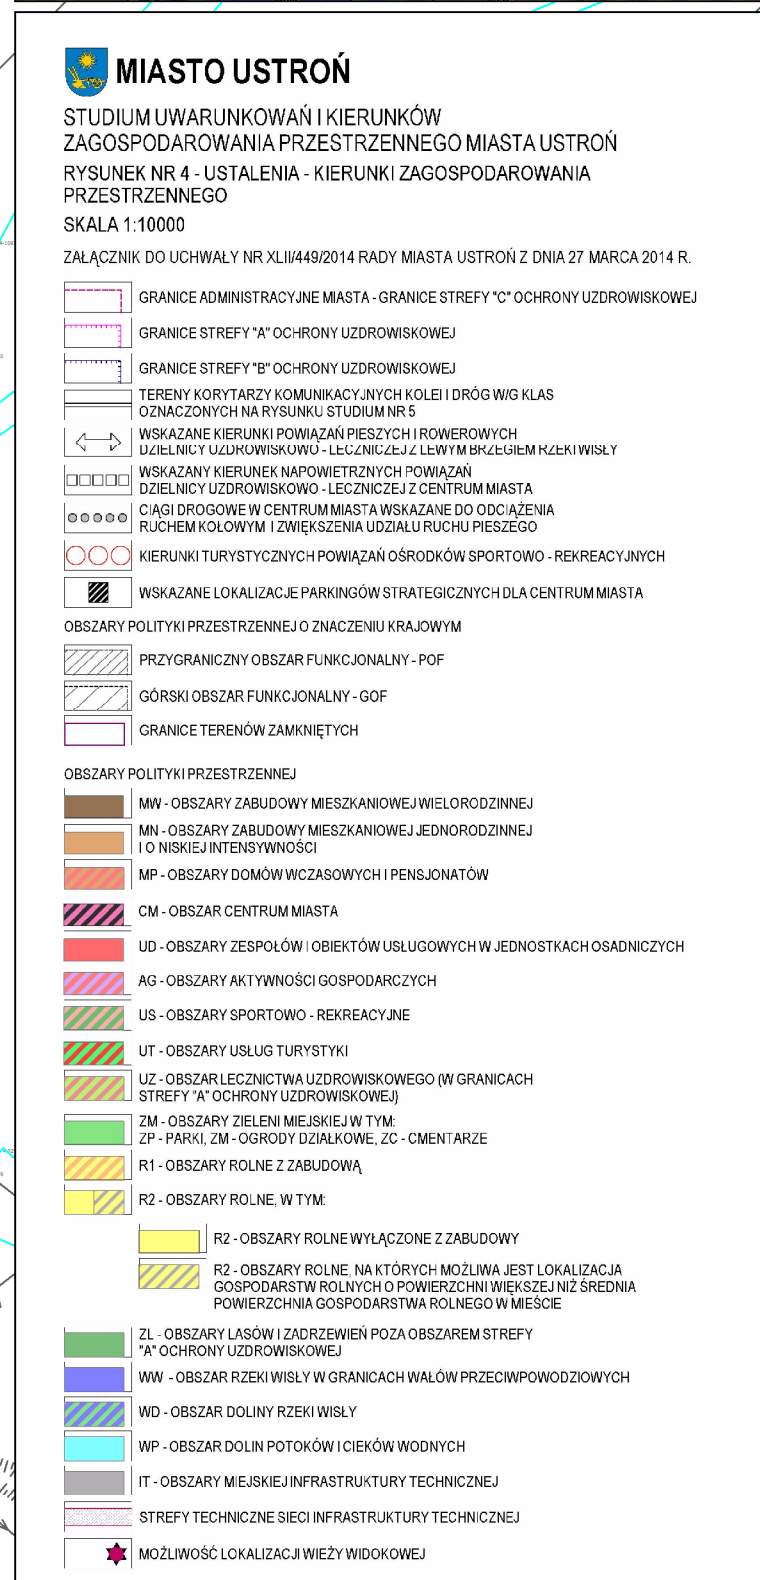 MIASTO USTROŃ
STUDIUM UWARUNKOWAŃ I KIERUNKÓW
ZAGOSPODAROWANIA PRZESTRZENNEGO MIASTA USTROŃ
RYSUNEK NR 4 - USTALENIA - KIERUNKI ZAGOSPODAROWANIA
PRZESTRZENNEGO
SKALA 1:10000
ZAŁĄCZNIK DO UCHWAŁY NR XLII/449/2014 RADY MIASTA USTROŃ Z DNIA 27 MARCA 2014 R.
GRANICE ADMINISTRACYJNE MIASTA - GRANICE STREFY "C" OCHRONY UZDROWISKOWEJ
GRANICE STREFY "A" OCHRONY UZDROWISKOWEJ
GRANICE STREFY "B" OCHRONY UZDROWISKOWEJ
TERENY KORYTARZY KOMUNIKACYJNYCH KOLEI I DRÓG W/G KLAS
OZNACZONYCH NA RYSUNKU STUDIUM NR 5
WSKAZANE KIERUNKI POWIĄZAŃ PIESZYCH I ROWEROWYCH
DZIELNICY UZDROWISKOWO - LECZNICZEJ Z LEWYM BRZEGIEM RZEKI WISŁY
WSKAZANY KIERUNEK NAPOWIETRZNYCH POWIĄZAŃ
DZIELNICY UZDROWISKOWO - LECZNICZEJ Z CENTRUM MIASTA
CIĄGI DROGOWE W CENTRUM MIASTA WSKAZANE DO ODCIĄŻENIA
RUCHEM KOŁOWYM I ZWIĘKSZENIA UDZIAŁU RUCHU PIESZEGO
KIERUNKI TURYSTYCZNYCH POWIĄZAŃ OŚRODKÓW SPORTOWO - REKREACYJNYCH
WSKAZANE LOKALIZACJE PARKINGÓW STRATEGICZNYCH DLA CENTRUM MIASTA
OBSZARY POLITYKI PRZESTRZENNEJ O ZNACZENIU KRAJOWYM
PRZYGRANICZNY OBSZAR FUNKCJONALNY - POF
GÓRSKI OBSZAR FUNKCJONALNY - GOF
GRANICE TERENÓW ZAMKNIĘTYCH
OBSZARY POLITYKI PRZESTRZENNEJ
MW - OBSZARY ZABUDOWY MIESZKANIOWEJ WIELORODZINNEJ
MN - OBSZARY ZABUDOWY MIESZKANIOWEJ JEDNORODZINNEJ
I O NISKIEJ INTENSYWNOŚCI
MP - OBSZARY DOMÓW WCZASOWYCH I PENSJONATÓW
CM - OBSZAR CENTRUM MIASTA
UD - OBSZARY ZESPOŁÓW I OBIEKTÓW USŁUGOWYCH W JEDNOSTKACH OSADNICZYCH
AG - OBSZARY AKTYWNOŚCI GOSPODARCZYCH
US - OBSZARY SPORTOWO - REKREACYJNE
UT - OBSZARY USŁUG TURYSTYKI
UZ - OBSZAR LECZNICTWA UZDROWISKOWEGO (W GRANICACH
STREFY "A" OCHRONY UZDROWISKOWEJ)
ZM - OBSZARY ZIELENI MIEJSKIEJ W TYM:
ZP - PARKI, ZM - OGRODY DZIAŁKOWE, ZC - CMENTARZE
R1 - OBSZARY ROLNE Z ZABUDOWĄ
R2 - OBSZARY ROLNE, W TYM:
R2 - OBSZARY ROLNE WYŁĄCZONE Z ZABUDOWY
R2 - OBSZARY ROLNE, NA KTÓRYCH MOŻLIWA JEST LOKALIZACJA
GOSPODARSTW ROLNYCH O POWIERZCHNI WIĘKSZEJ NIŻ ŚREDNIA
POWIERZCHNIA GOSPODARSTWA ROLNEGO W MIEŚCIE
ZL - OBSZARY LASÓW I ZADRZEWIEŃ POZA OBSZAREM STREFY
"A" OCHRONY UZDROWISKOWEJ
WW - OBSZAR RZEKI WISŁY W GRANICACH WAŁÓW PRZECIWPOWODZIOWYCH
WD - OBSZAR DOLINY RZEKI WISŁY
WP - OBSZAR DOLIN POTOKÓW I CIEKÓW WODNYCH
IT - OBSZARY MIEJSKIEJ INFRASTRUKTURY TECHNICZNEJ
STREFY TECHNICZNE SIECI INFRASTRUKTURY TECHNICZNEJ
MOŻLIWOŚĆ LOKALIZACJI WIEŻY WIDOKOWEJ